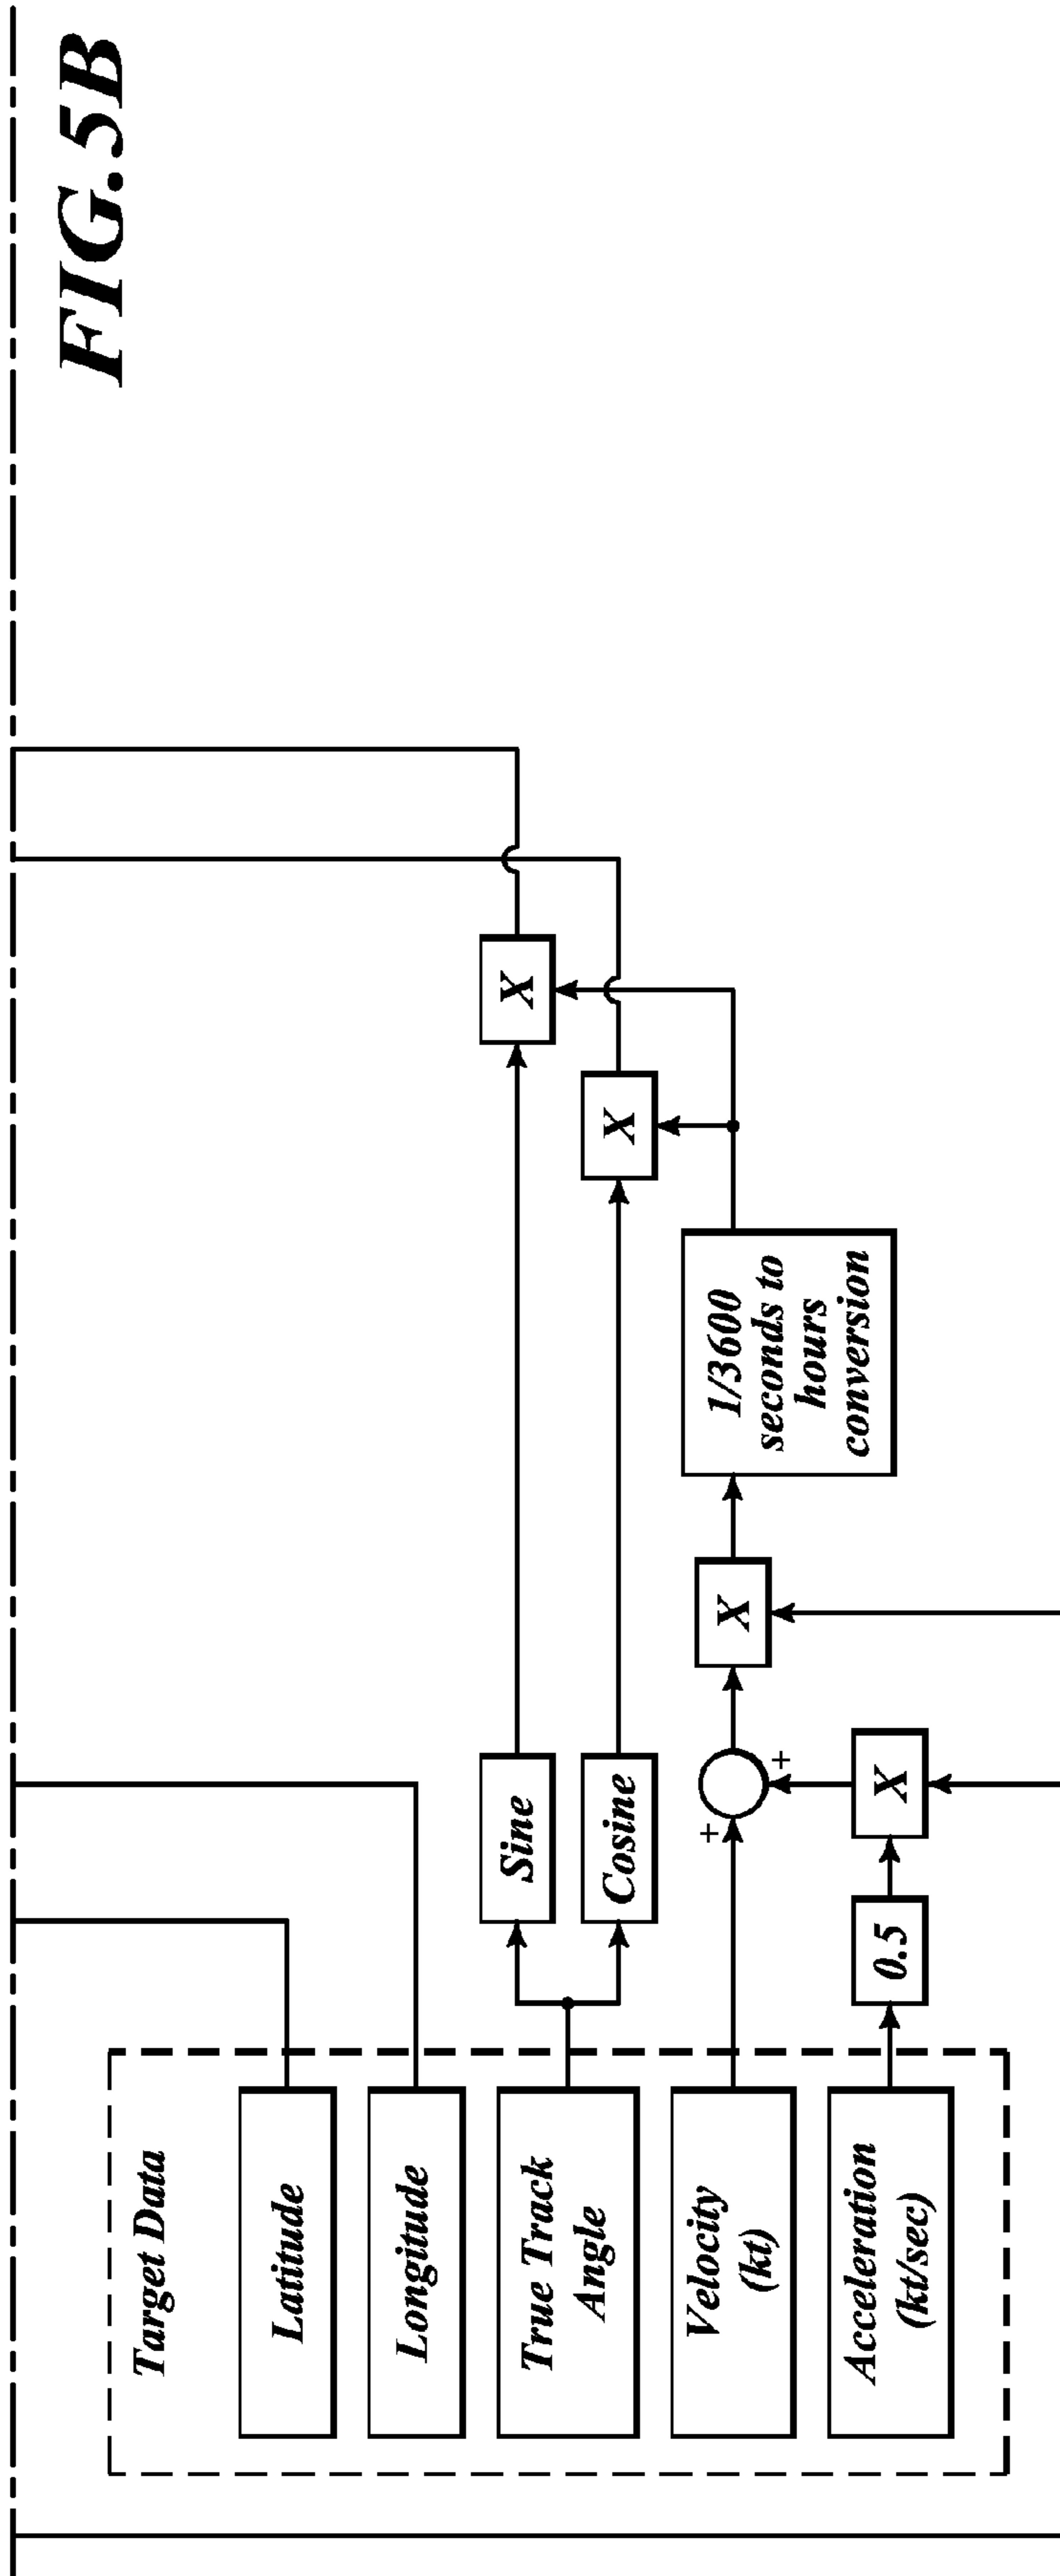 FIG.5B
Target Data
Latitude
Longitude
True Track
Angle
Velocity
(kt)
Acceleration
(kt/sec)
Sine
Cosine
0.5
X
+
+
X
1/3600
seconds to
hours
conversion
X
X